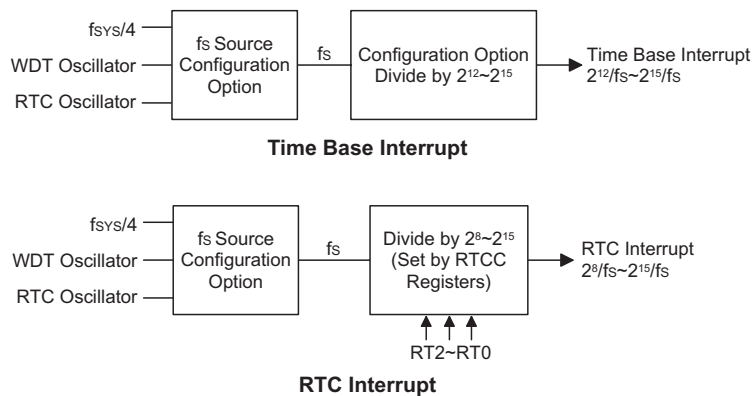 fSYS/4
WDT Oscillator
RTC Oscillator
fS Source
Configuration
Option
fS
Configuration Option
Divide by 2¹²~2¹⁵
Time Base Interrupt
2¹²/fS~2¹⁵/fS
Time Base Interrupt
fSYS/4
WDT Oscillator
RTC Oscillator
fS Source
Configuration
Option
fS
Divide by 2⁸~2¹⁵
(Set by RTCC
Registers)
RT2~RT0
RTC Interrupt
2⁸/fS~2¹⁵/fS
RTC Interrupt